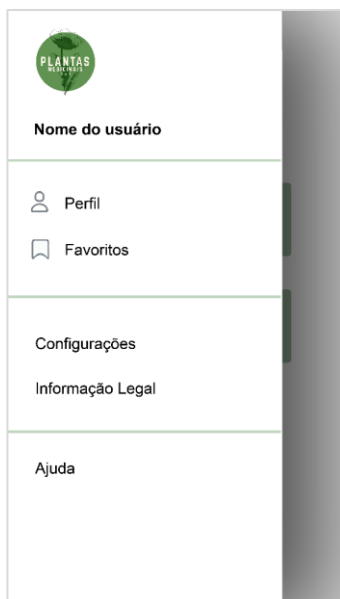 PLANTAS
MEDICINAIS
Nome do usuário
Perfil
Favoritos
Configurações
Informação Legal
Ajuda